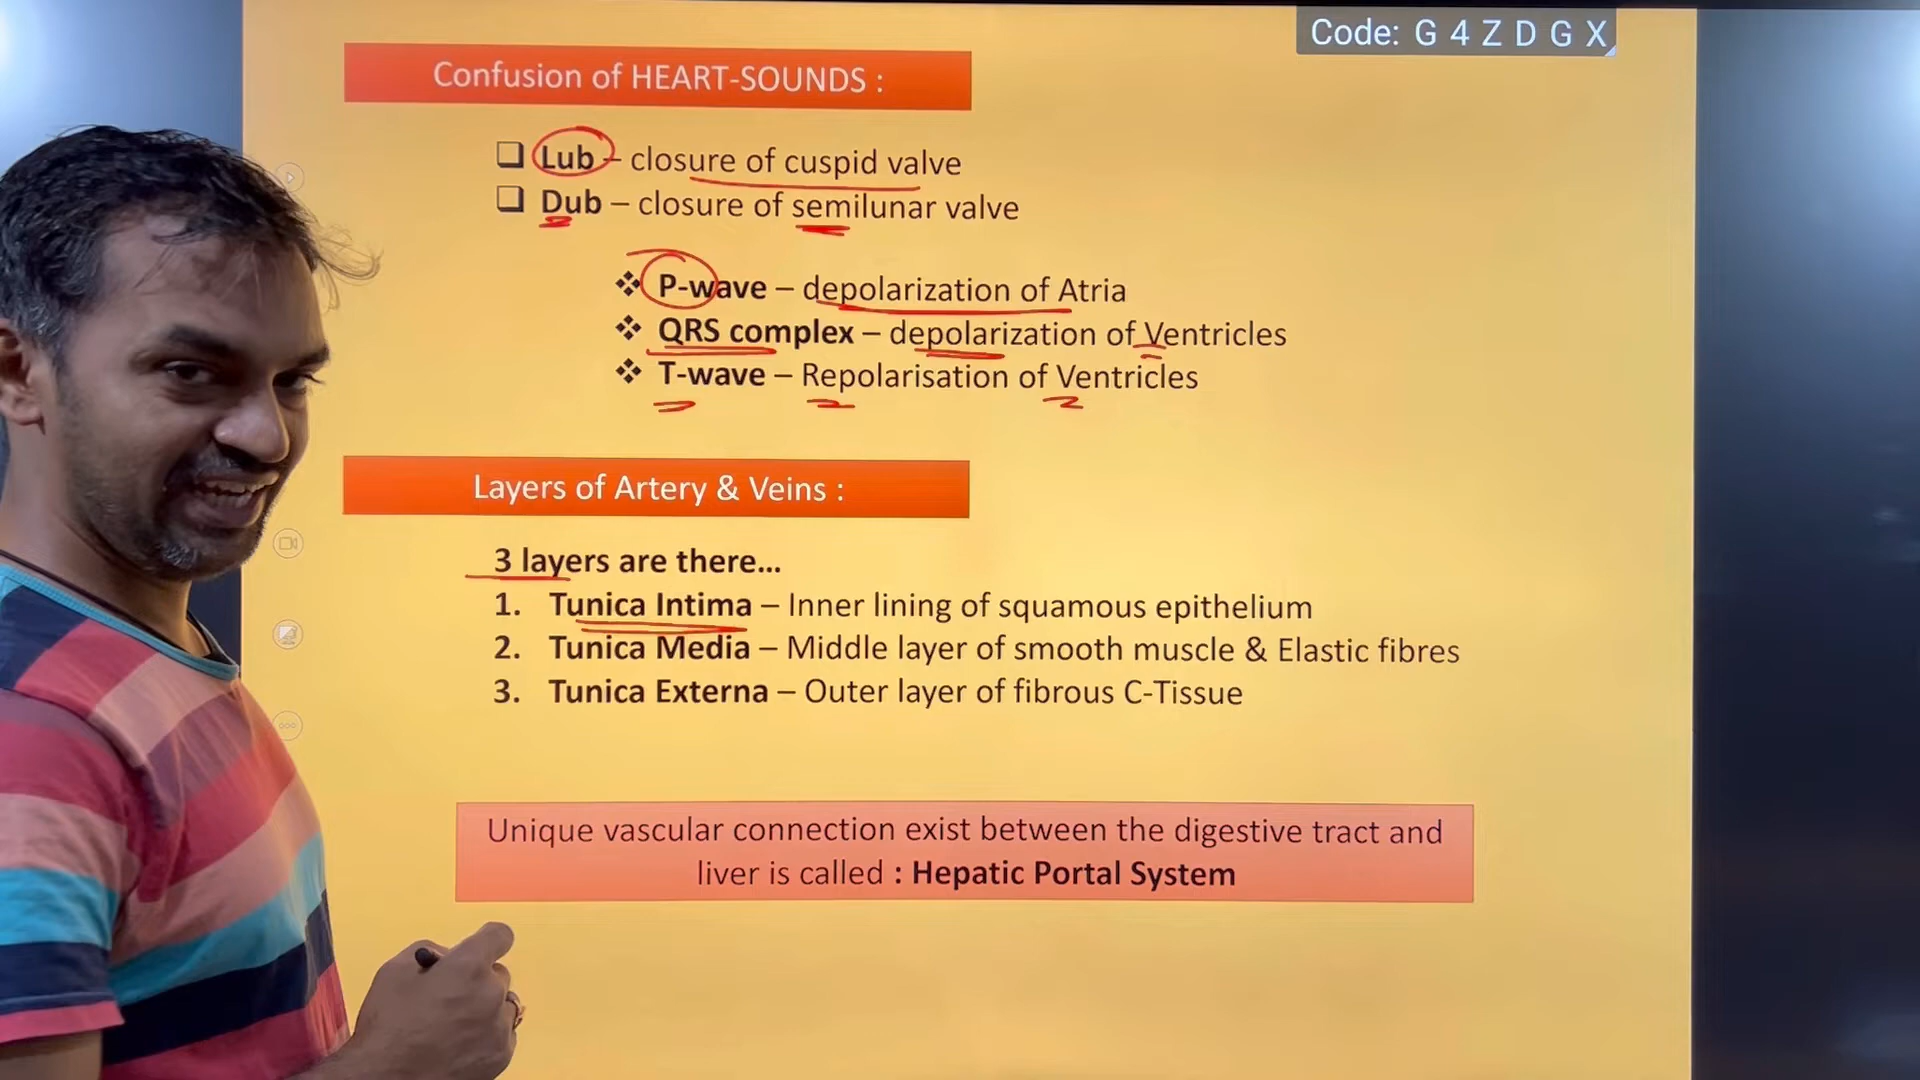 Code: G 4 Z D G X
Confusion of HEART-SOUNDS :
❑ Lub – closure of cuspid valve
❑ Dub – closure of semilunar valve
❖ P-wave – depolarization of Atria
❖ QRS complex – depolarization of Ventricles
❖ T-wave – Repolarisation of Ventricles
Layers of Artery & Veins :
3 layers are there...
1. Tunica Intima – Inner lining of squamous epithelium
2. Tunica Media – Middle layer of smooth muscle & Elastic fibres
3. Tunica Externa – Outer layer of fibrous C-Tissue
Unique vascular connection exist between the digestive tract and
liver is called : Hepatic Portal System